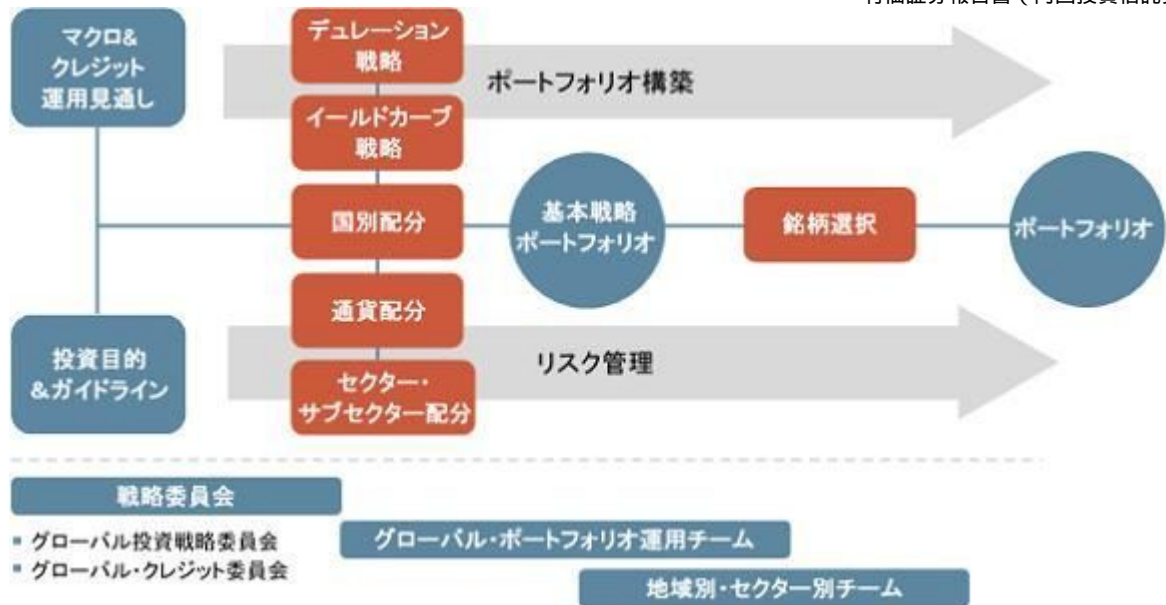 マクロ&
クレジット
運用見通し
デュレーション
戦略
ポートフォリオ構築
イールドカーブ
戦略
国別配分
基本戦略
ポートフォリオ
銘柄選択
ポートフォリオ
通貨配分
投資目的
&ガイドライン
リスク管理
セクター・
サブセクター配分
戦略委員会
▪ グローバル投資戦略委員会
▪ グローバル・クレジット委員会
グローバル・ポートフォリオ運用チーム
地域別・セクター別チーム